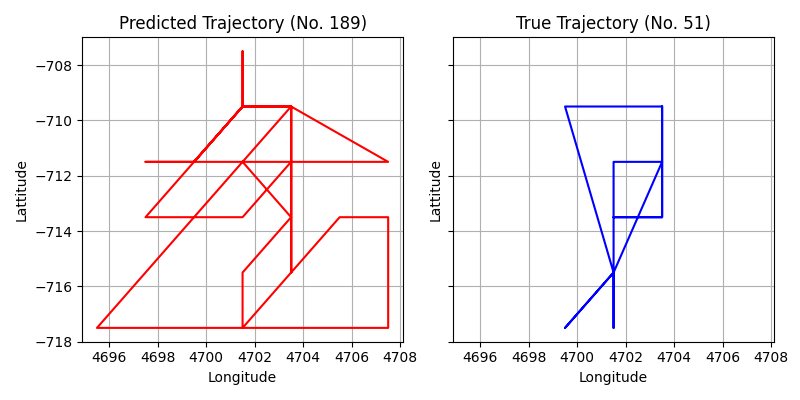 Predicted Trajectory (No. 189)
True Trajectory (No. 51)
−708
−710
−712
−714
−716
−718
Lattitude
Lattitude
4696 4698 4700 4702 4704 4706 4708
4696 4698 4700 4702 4704 4706 4708
Longitude
Longitude